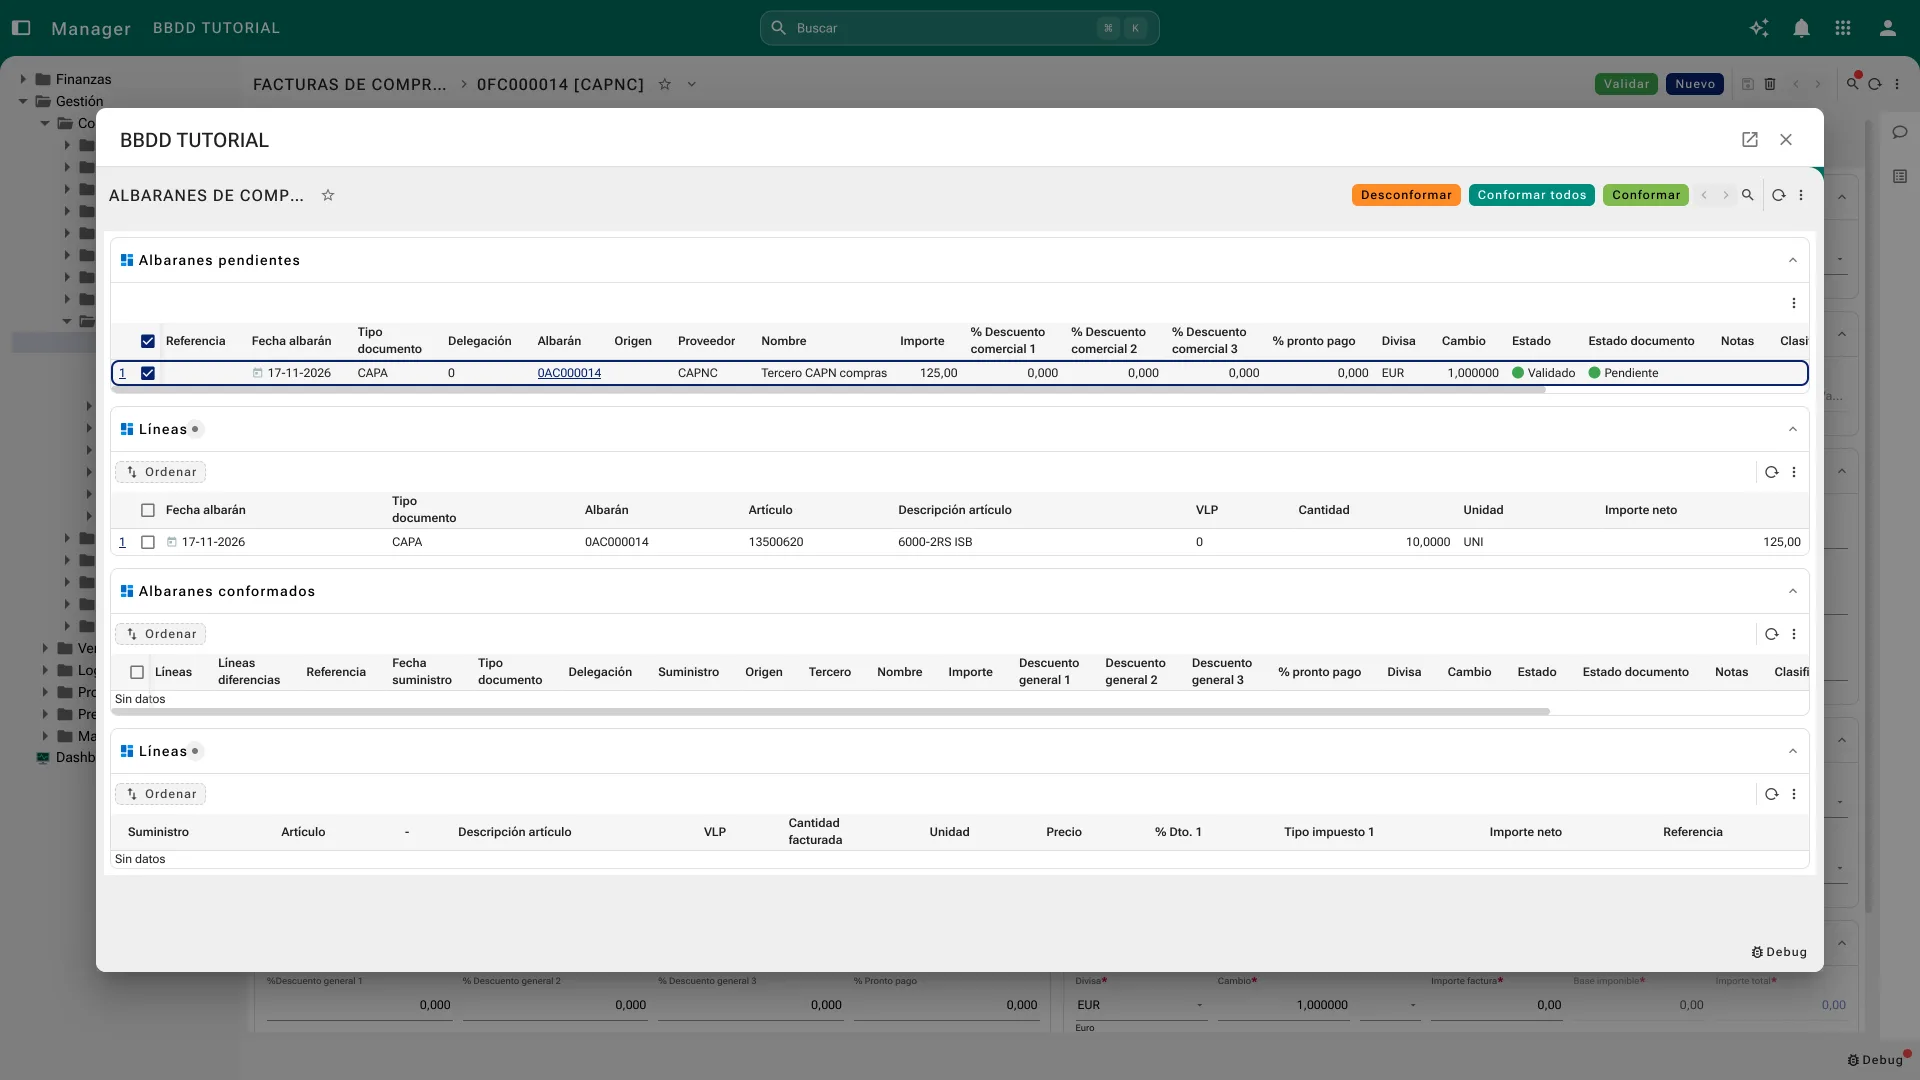 Manager BBDD TUTORIAL
Buscar ⌘ K
Finanzas
Gestión
Co
Ver
Log
Pro
Pre
Ma
Dashb
FACTURAS DE COMPR... > 0FC000014 [CAPNC]
Validar Nuevo
BBDD TUTORIAL
ALBARANES DE COMP...
Desconformar Conformar todos Conformar
Albaranes pendientes
Referencia Fecha albarán Tipo documento Delegación Albarán Origen Proveedor Nombre Importe % Descuento comercial 1 % Descuento comercial 2 % Descuento comercial 3 % pronto pago Divisa Cambio Estado Estado documento Notas Clasi
1 17-11-2026 CAPA 0 0AC000014 CAPNC Tercero CAPN compras 125,00 0,000 0,000 0,000 0,000 EUR 1,000000 Validado Pendiente
Líneas
Ordenar
Fecha albarán Tipo documento Albarán Artículo Descripción artículo VLP Cantidad Unidad Importe neto
1 17-11-2026 CAPA 0AC000014 13500620 6000-2RS ISB 0 10,0000 UNI 125,00
Albaranes conformados
Ordenar
Líneas Líneas diferencias Referencia Fecha suministro Tipo documento Delegación Suministro Origen Tercero Nombre Importe Descuento general 1 Descuento general 2 Descuento general 3 % pronto pago Divisa Cambio Estado Estado documento Notas Clasifi
Sin datos
Líneas
Ordenar
Suministro Artículo - Descripción artículo VLP Cantidad facturada Unidad Precio % Dto. 1 Tipo impuesto 1 Importe neto Referencia
Sin datos
Debug
%Descuento general 1 % Descuento general 2 % Descuento general 3 % Pronto pago Divisa* Cambio* Importe factura* Base imponible* Importe total*
0,000 0,000 0,000 0,000 EUR - 1,000000 - 0,00 0,00 0,00
Euro
Debug